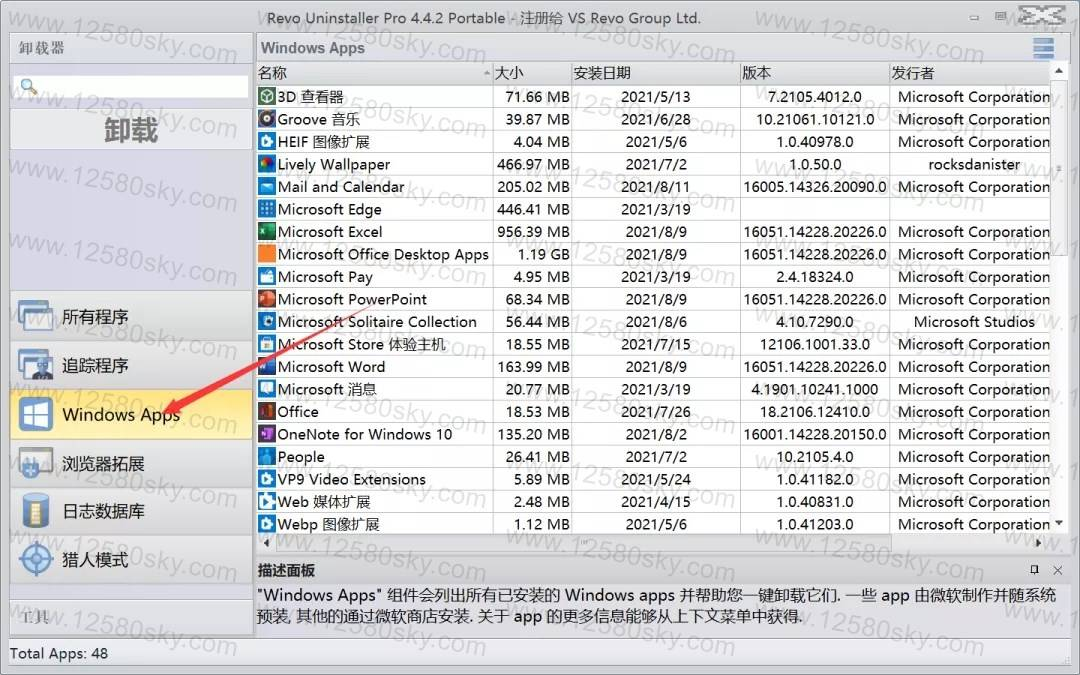 Revo Uninstaller Pro 4.4.2 Portable - 注册给 VS Revo Group Ltd.
卸载器
Windows Apps
名称 大小 安装日期 版本 发行者
3D 查看器 71.66 MB 2021/5/13 7.2105.4012.0 Microsoft Corporation
Groove 音乐 39.87 MB 2021/6/28 10.21061.10121.0 Microsoft Corporation
卸载
HEIF 图像扩展 4.04 MB 2021/5/6 1.0.40978.0 Microsoft Corporation
Lively Wallpaper 466.97 MB 2021/7/2 1.0.50.0 rocksdanister
Mail and Calendar 205.02 MB 2021/8/11 16005.14326.20090.0 Microsoft Corporation
Microsoft Edge 446.41 MB 2021/3/19
Microsoft Excel 956.39 MB 2021/8/9 16051.14228.20226.0 Microsoft Corporation
Microsoft Office Desktop Apps 1.19 GB 2021/8/9 16051.14228.20226.0 Microsoft Corporation
Microsoft Pay 4.95 MB 2021/3/19 2.4.18324.0 Microsoft Corporation
Microsoft PowerPoint 68.34 MB 2021/8/9 16051.14228.20226.0 Microsoft Corporation
Microsoft Solitaire Collection 56.44 MB 2021/8/6 4.10.7290.0 Microsoft Studios
Microsoft Store 体验主机 18.55 MB 2021/7/15 12106.1001.33.0 Microsoft Corporation
Microsoft Word 163.99 MB 2021/8/9 16051.14228.20226.0 Microsoft Corporation
Microsoft 消息 20.77 MB 2021/3/19 4.1901.10241.1000 Microsoft Corporation
Office 18.53 MB 2021/7/26 18.2106.12410.0 Microsoft Corporation
OneNote for Windows 10 135.20 MB 2021/8/2 16001.14228.20150.0 Microsoft Corporation
People 26.41 MB 2021/7/2 10.2105.4.0 Microsoft Corporation
VP9 Video Extensions 5.89 MB 2021/5/24 1.0.41182.0 Microsoft Corporation
Web 媒体扩展 2.48 MB 2021/4/15 1.0.40831.0 Microsoft Corporation
Webp 图像扩展 1.12 MB 2021/5/6 1.0.41203.0 Microsoft Corporation
所有程序
追踪程序
Windows Apps
浏览器拓展
日志数据库
猎人模式
工具
描述面板
"Windows Apps" 组件会列出所有已安装的 Windows apps 并帮助您一键卸载它们. 一些 app 由微软制作并随系统
预装, 其他的通过微软商店安装. 关于 app 的更多信息能够从上下文菜单中获得.
Total Apps: 48
www.12580sky.com